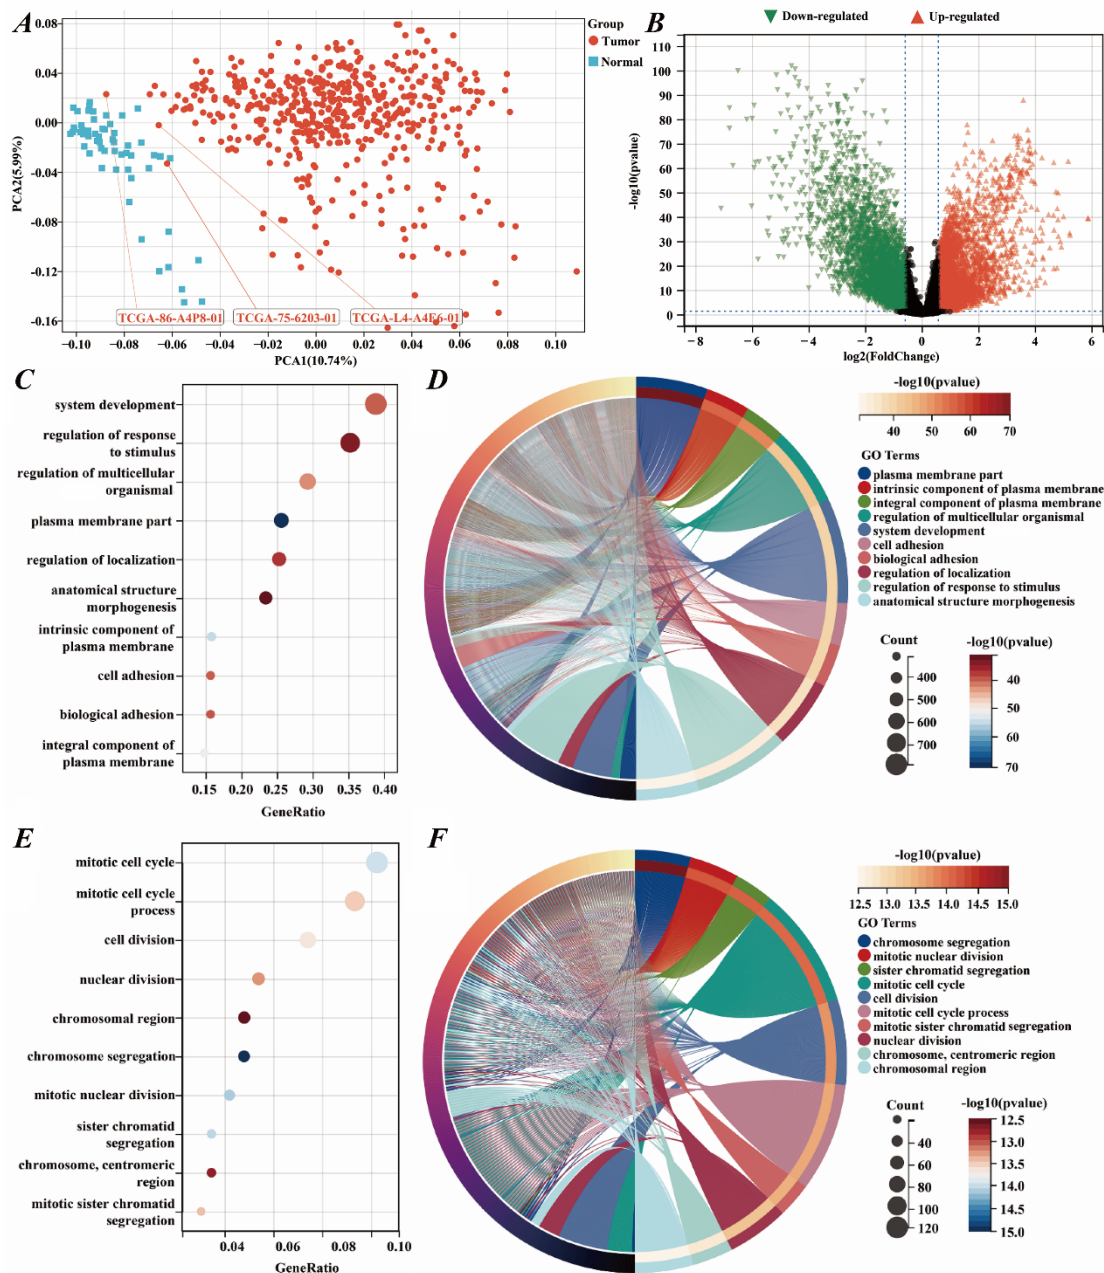 A
0.08
0.04
0.00
−0.04
−0.08
−0.12
−0.16
PCA2(5.99%)
Group
Tumor
Normal
TCGA-86-A4P8-01
TCGA-75-6203-01
TCGA-L4-A4E6-01
−0.10
−0.08
−0.06
−0.04
−0.02
0.00
0.02
0.04
0.06
0.08
0.10
PCA1(10.74%)
B
Down-regulated
Up-regulated
110
100
90
80
70
60
50
40
30
20
10
0
-log10(pvalue)
−8
−6
−4
−2
0
2
4
6
log2(FoldChange)
C
system development
regulation of response
to stimulus
regulation of multicellular
organismal
plasma membrane part
regulation of localization
anatomical structure
morphogenesis
intrinsic component of
plasma membrane
cell adhesion
biological adhesion
integral component of
plasma membrane
0.15
0.20
0.25
0.30
0.35
0.40
GeneRatio
D
-log10(pvalue)
40
50
60
70
GO Terms
plasma membrane part
intrinsic component of plasma membrane
integral component of plasma membrane
regulation of multicellular organismal
system development
cell adhesion
biological adhesion
regulation of localization
regulation of response to stimulus
anatomical structure morphogenesis
Count
400
500
600
700
-log10(pvalue)
40
50
60
70
E
mitotic cell cycle
mitotic cell cycle
process
cell division
nuclear division
chromosomal region
chromosome segregation
mitotic nuclear division
sister chromatid
segregation
chromosome, centromeric
region
mitotic sister chromatid
segregation
0.04
0.06
0.08
0.10
GeneRatio
F
-log10(pvalue)
12.5
13.0
13.5
14.0
14.5
15.0
GO Terms
chromosome segregation
mitotic nuclear division
sister chromatid segregation
mitotic cell cycle
cell division
mitotic cell cycle process
mitotic sister chromatid segregation
nuclear division
chromosome, centromeric region
chromosomal region
Count
40
60
80
100
120
-log10(pvalue)
12.5
13.0
13.5
14.0
14.5
15.0